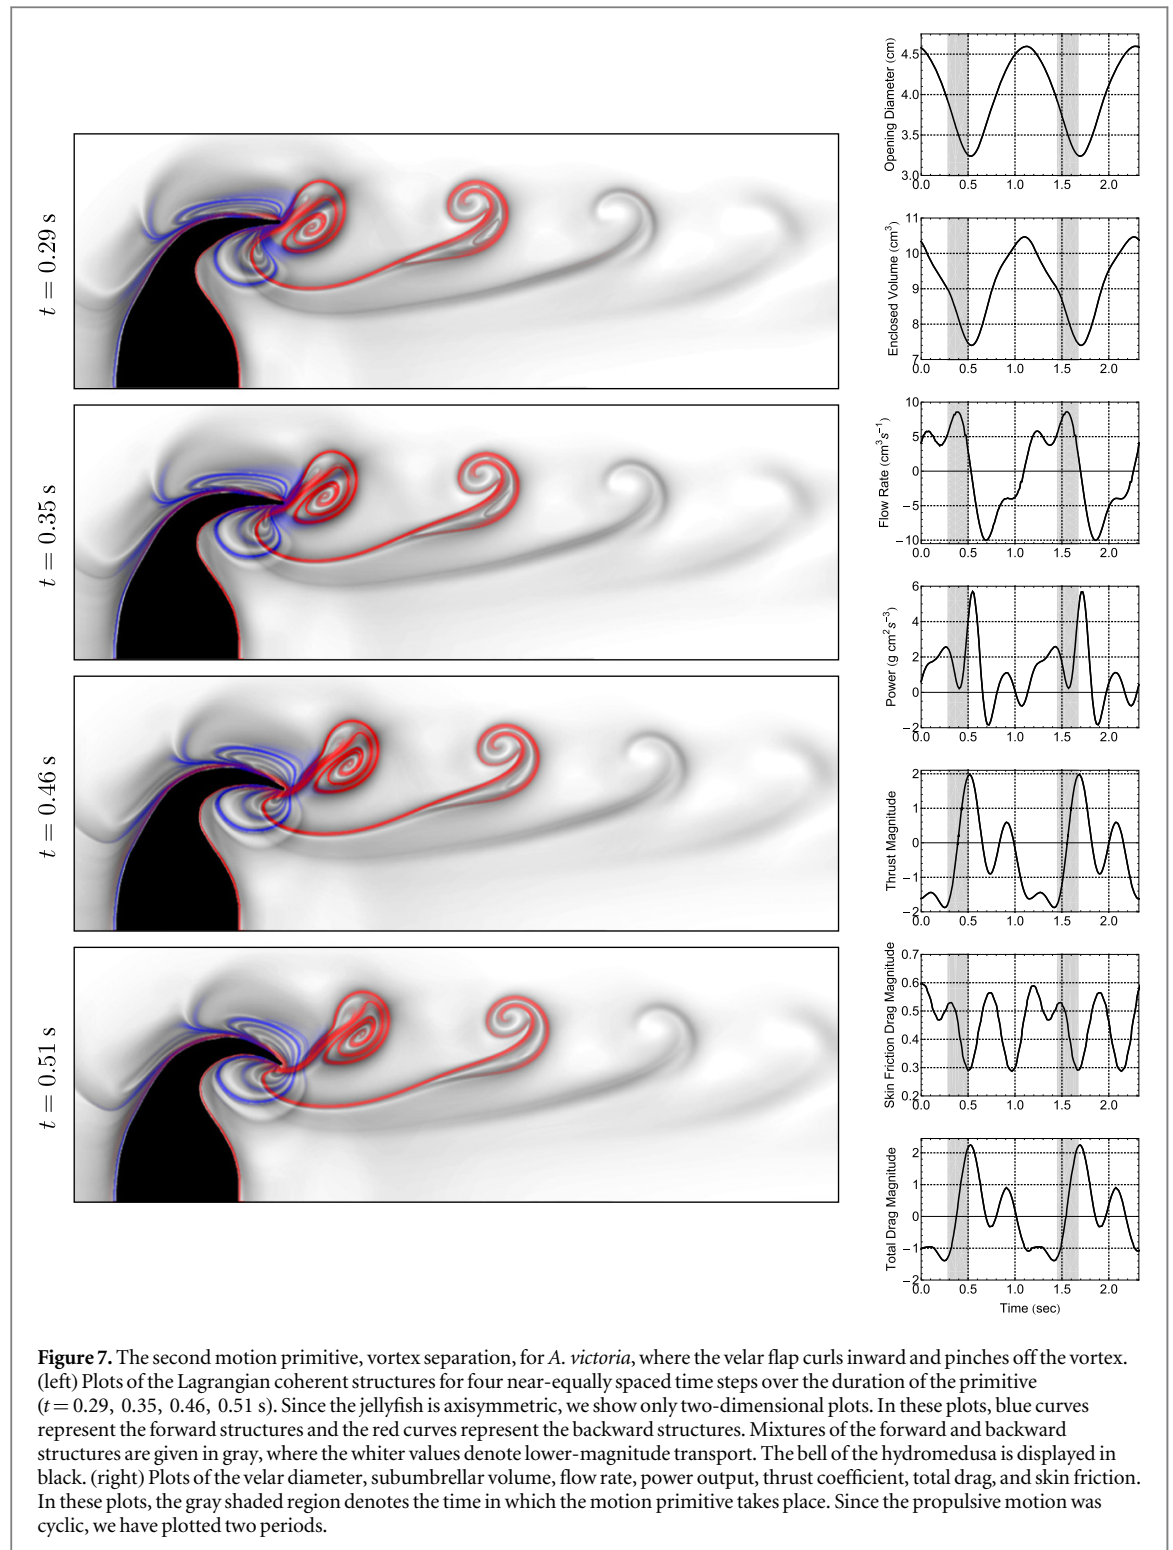 t = 0.29 s
t = 0.35 s
t = 0.46 s
t = 0.51 s
Opening Diameter (cm)
4.5
4.0
3.5
3.0
0.0 0.5 1.0 1.5 2.0
Enclosed Volume (cm³)
11
10
9
8
7
0.0 0.5 1.0 1.5 2.0
Flow Rate (cm³s⁻¹)
10
5
0
−5
−10
0.0 0.5 1.0 1.5 2.0
Power (g cm²s⁻³)
6
4
2
0
−2
0.0 0.5 1.0 1.5 2.0
Thrust Magnitude
2
1
0
−1
−2
0.0 0.5 1.0 1.5 2.0
Skin Friction Drag Magnitude
0.7
0.6
0.5
0.4
0.3
0.2
0.0 0.5 1.0 1.5 2.0
Total Drag Magnitude
2
1
0
−1
−2
0.0 0.5 1.0 1.5 2.0
Time (sec)
Figure 7. The second motion primitive, vortex separation, for A. victoria, where the velar flap curls inward and pinches off the vortex.
(left) Plots of the Lagrangian coherent structures for four near-equally spaced time steps over the duration of the primitive
(t = 0.29, 0.35, 0.46, 0.51 s). Since the jellyfish is axisymmetric, we show only two-dimensional plots. In these plots, blue curves
represent the forward structures and the red curves represent the backward structures. Mixtures of the forward and backward
structures are given in gray, where the whiter values denote lower-magnitude transport. The bell of the hydromedusa is displayed in
black. (right) Plots of the velar diameter, subumbrellar volume, flow rate, power output, thrust coefficient, total drag, and skin friction.
In these plots, the gray shaded region denotes the time in which the motion primitive takes place. Since the propulsive motion was
cyclic, we have plotted two periods.